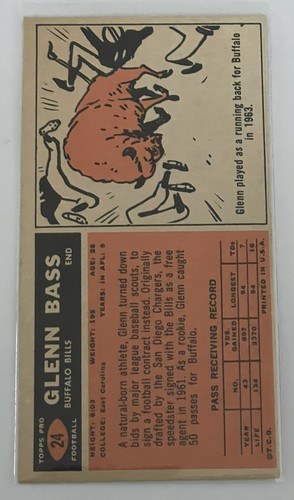 TOPPS PRO
24
FOOTBALL
GLENN BASS
END
BUFFALO BILLS
HEIGHT: 6:03 WEIGHT: 195 AGE: 25
COLLEGE: East Carolina YEARS: IN AFL: 5
A natural-born athlete, Glenn turned down
bids by major league baseball scouts, to
sign a football contract instead. Originally
drafted by the San Diego Chargers, the
speedster signed with the Bills as a free
agent in 1961. As a rookie, Glenn caught
50 passes for Buffalo.
PASS RECEIVING RECORD
NO. YDS. GAINED LONGEST TDs
YEAR 43 897 94 7
LIFE 134 2370 94 16
©T.C.G. PRINTED IN U.S.A.
Glenn played as a running back for Buffalo
in 1963.